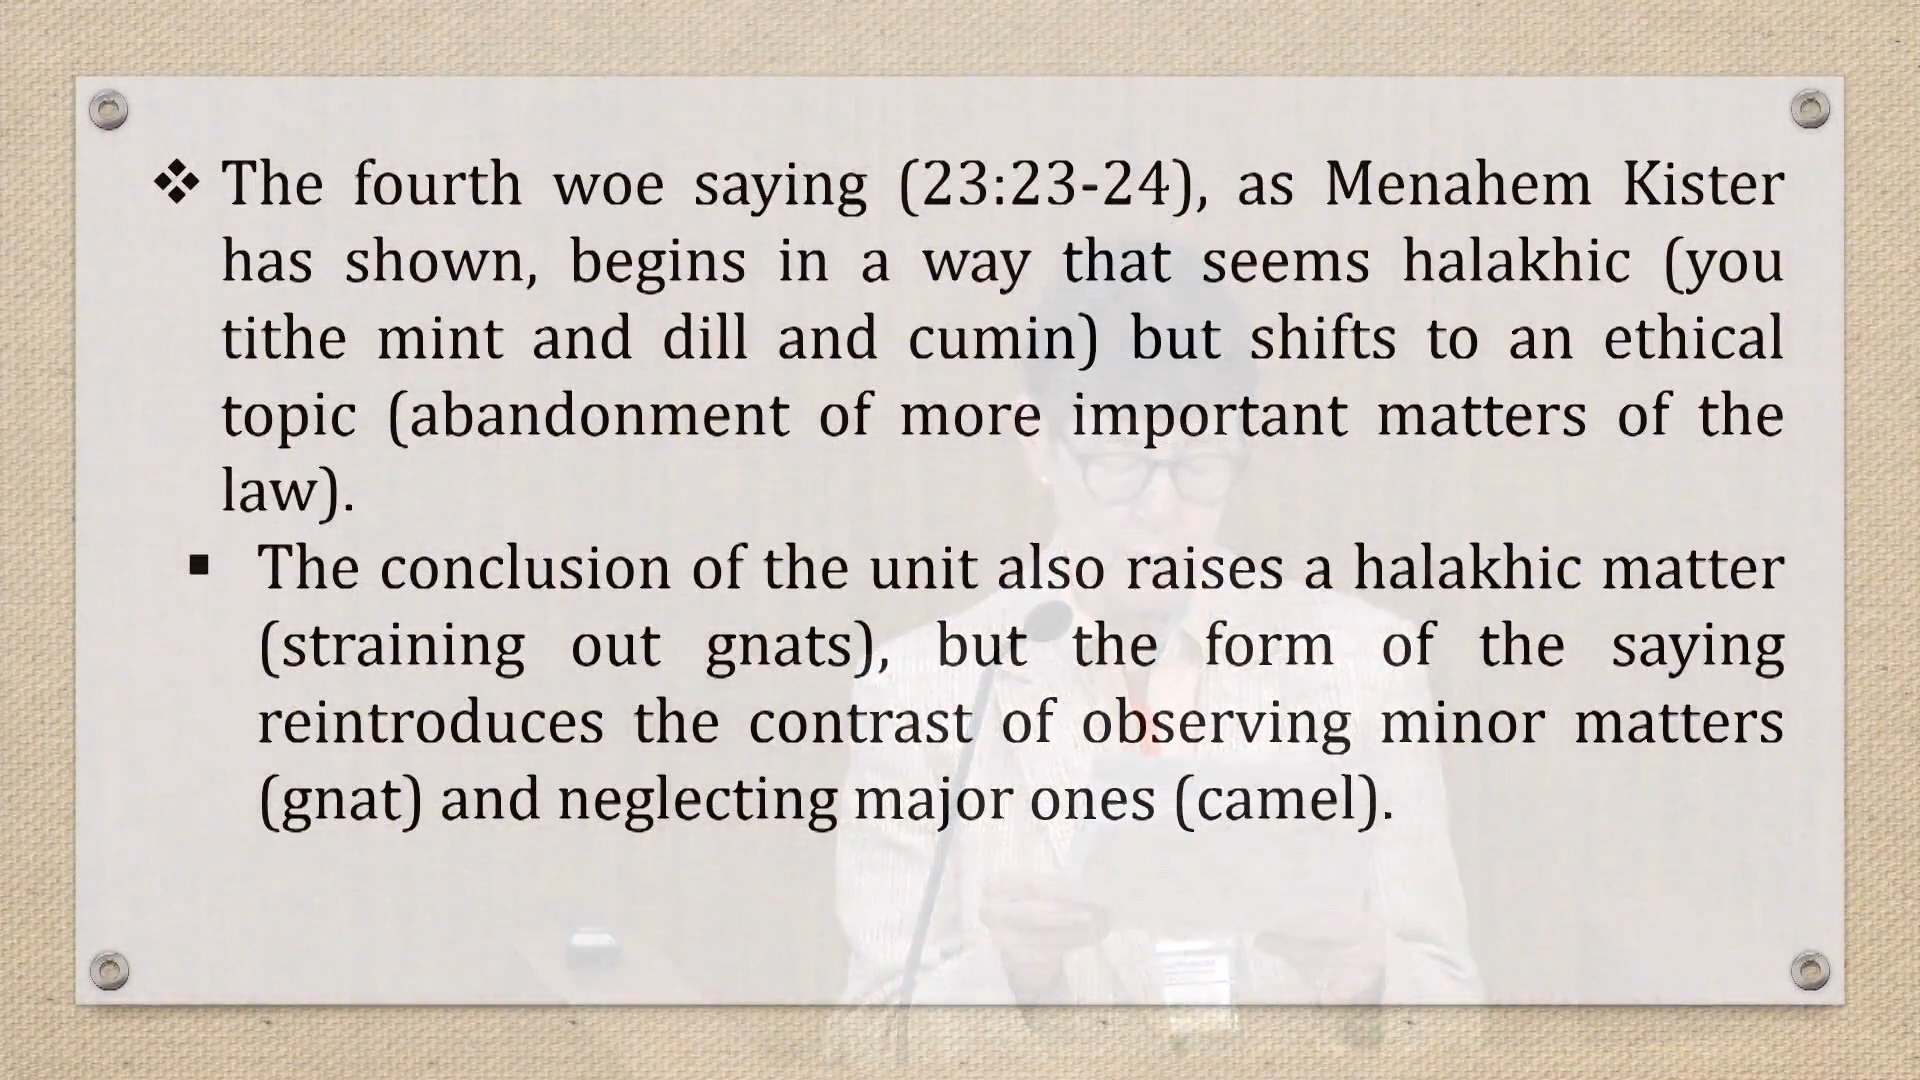 ❖ The fourth woe saying (23:23-24), as Menahem Kister
has shown, begins in a way that seems halakhic (you
tithe mint and dill and cumin) but shifts to an ethical
topic (abandonment of more important matters of the
law).
▪ The conclusion of the unit also raises a halakhic matter
(straining out gnats), but the form of the saying
reintroduces the contrast of observing minor matters
(gnat) and neglecting major ones (camel).